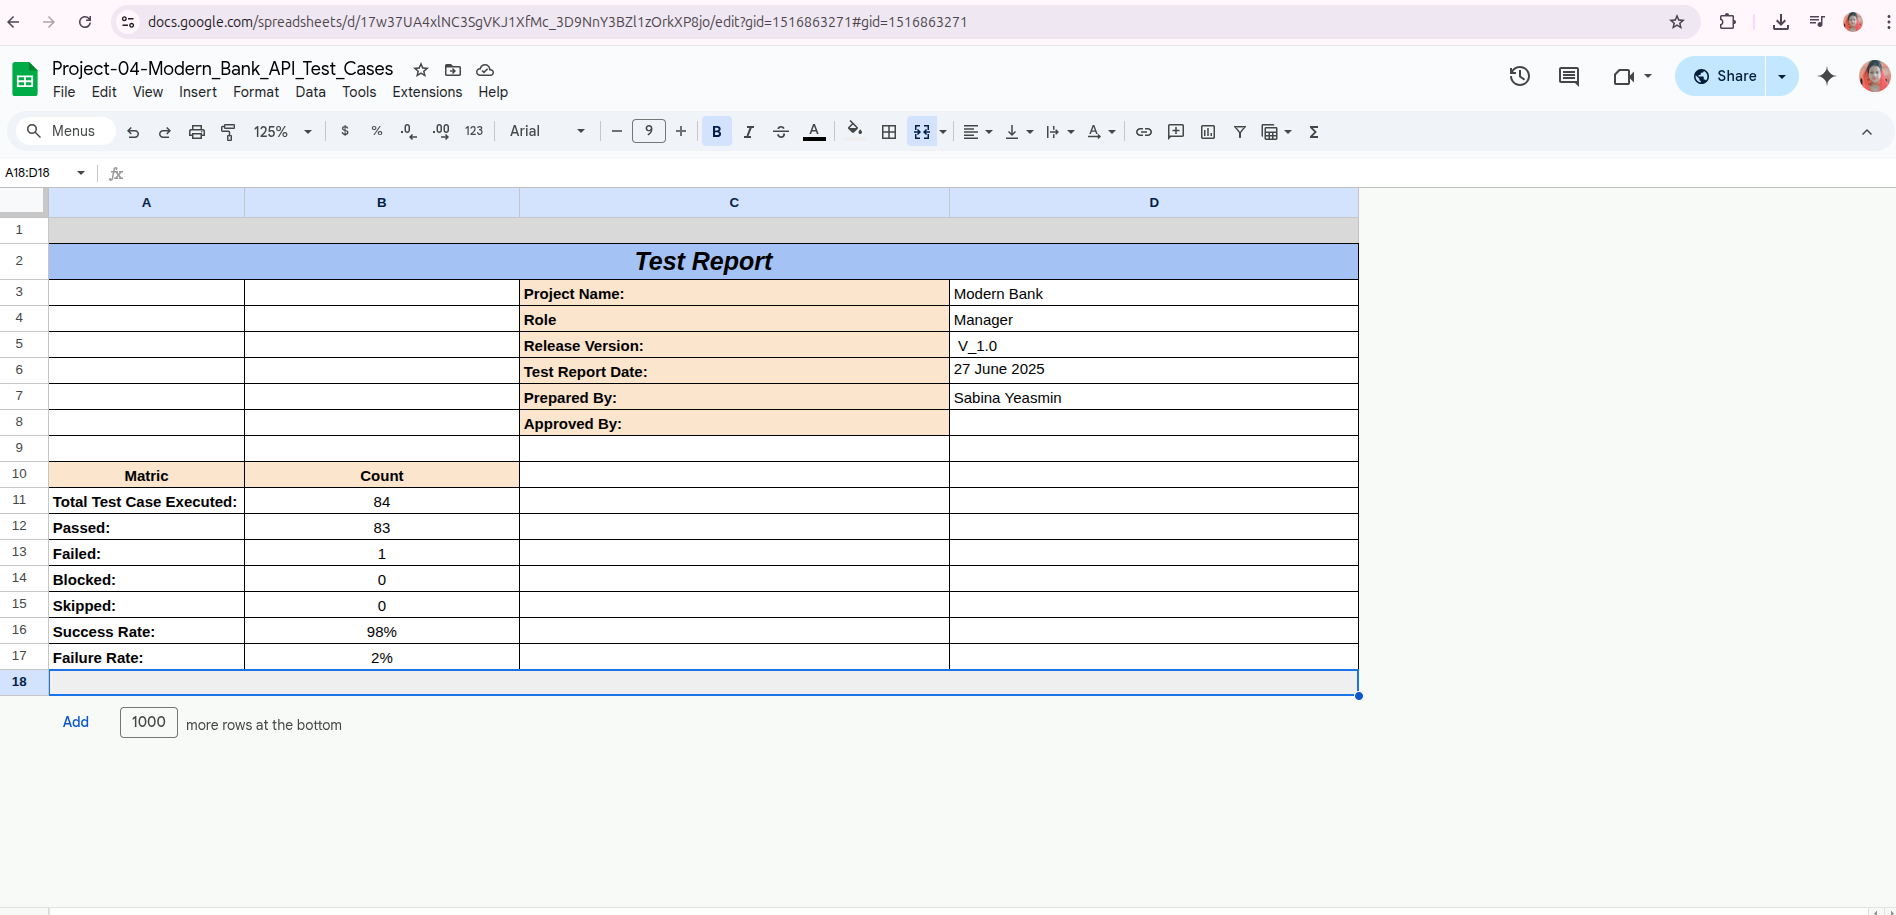 docs.google.com/spreadsheets/d/17w37UA4xlNC3SgVKJ1XfMc_3D9NnY3BZl1zOrkXP8jo/edit?gid=1516863271#gid=1516863271
Project-04-Modern_Bank_API_Test_Cases
File Edit View Insert Format Data Tools Extensions Help
Share
Menus 125% $ % .0 .00 123 Arial 9 B I A Σ
A18:D18 fx
A B C D
1
2 Test Report
3 Project Name: Modern Bank
4 Role Manager
5 Release Version: V_1.0
6 Test Report Date: 27 June 2025
7 Prepared By: Sabina Yeasmin
8 Approved By:
9
10 Matric Count
11 Total Test Case Executed: 84
12 Passed: 83
13 Failed: 1
14 Blocked: 0
15 Skipped: 0
16 Success Rate: 98%
17 Failure Rate: 2%
18
Add 1000 more rows at the bottom